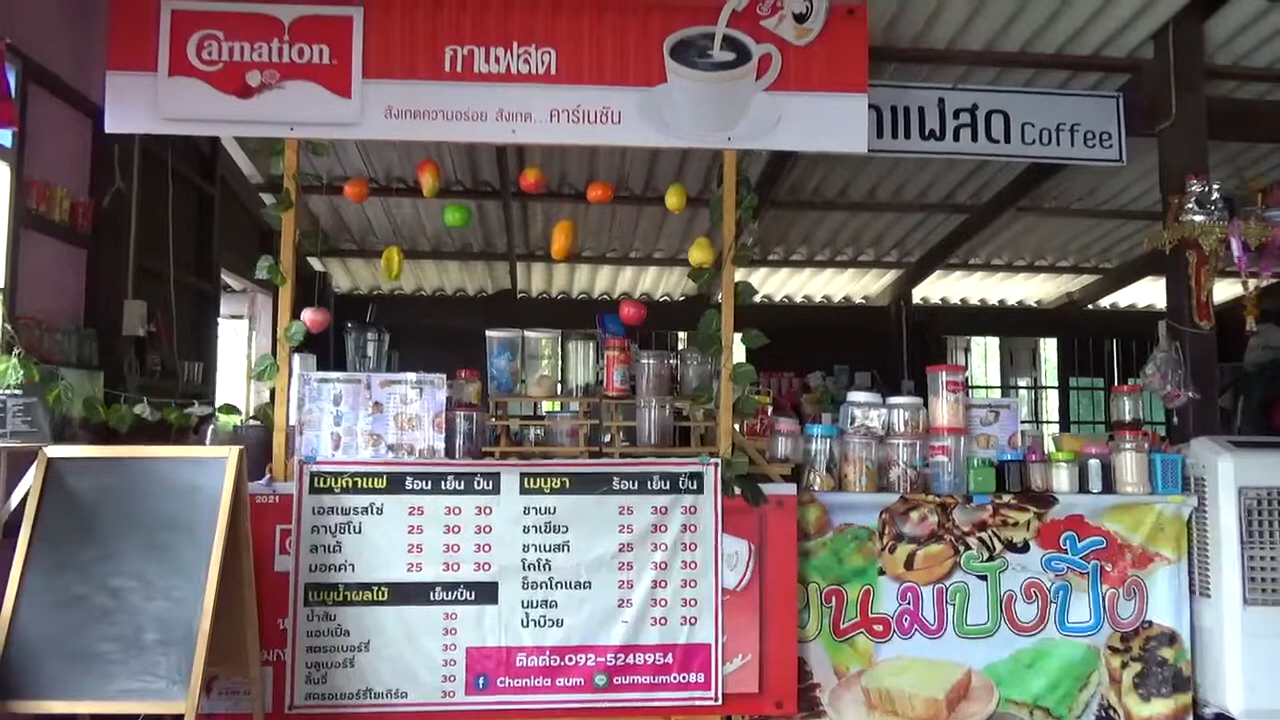 Carnation
กาแฟสด
สังเกตความอร่อย สังเกต...คาร์เนชัน
กาแฟสด Coffee
2021
เมนูกาแฟ ร้อน เย็น ปั่น
เอสเพรสโซ่ 25 30 30
คาปูชิโน่ 25 30 30
ลาเต้ 25 30 30
มอคค่า 25 30 30
เมนูน้ำผลไม้ เย็น/ปั่น
น้ำส้ม 30
แอปเปิ้ล 30
สตรอเบอร์รี่ 30
บลูเบอร์รี่ 30
ลิ้นจี่ 30
สตรอเบอร์รี่โยเกิร์ต 30
เมนูชา ร้อน เย็น ปั่น
ชานม 25 30 30
ชาเขียว 25 30 30
ชาเนสที 25 30 30
โกโก้ 25 30 30
ช็อคโกแลต 25 30 30
นมสด 25 30 30
น้ำบ๊วย - 30 30
ติดต่อ.092-5248954
Chanida aum aumaum0088
ขนมปังปิ้ง